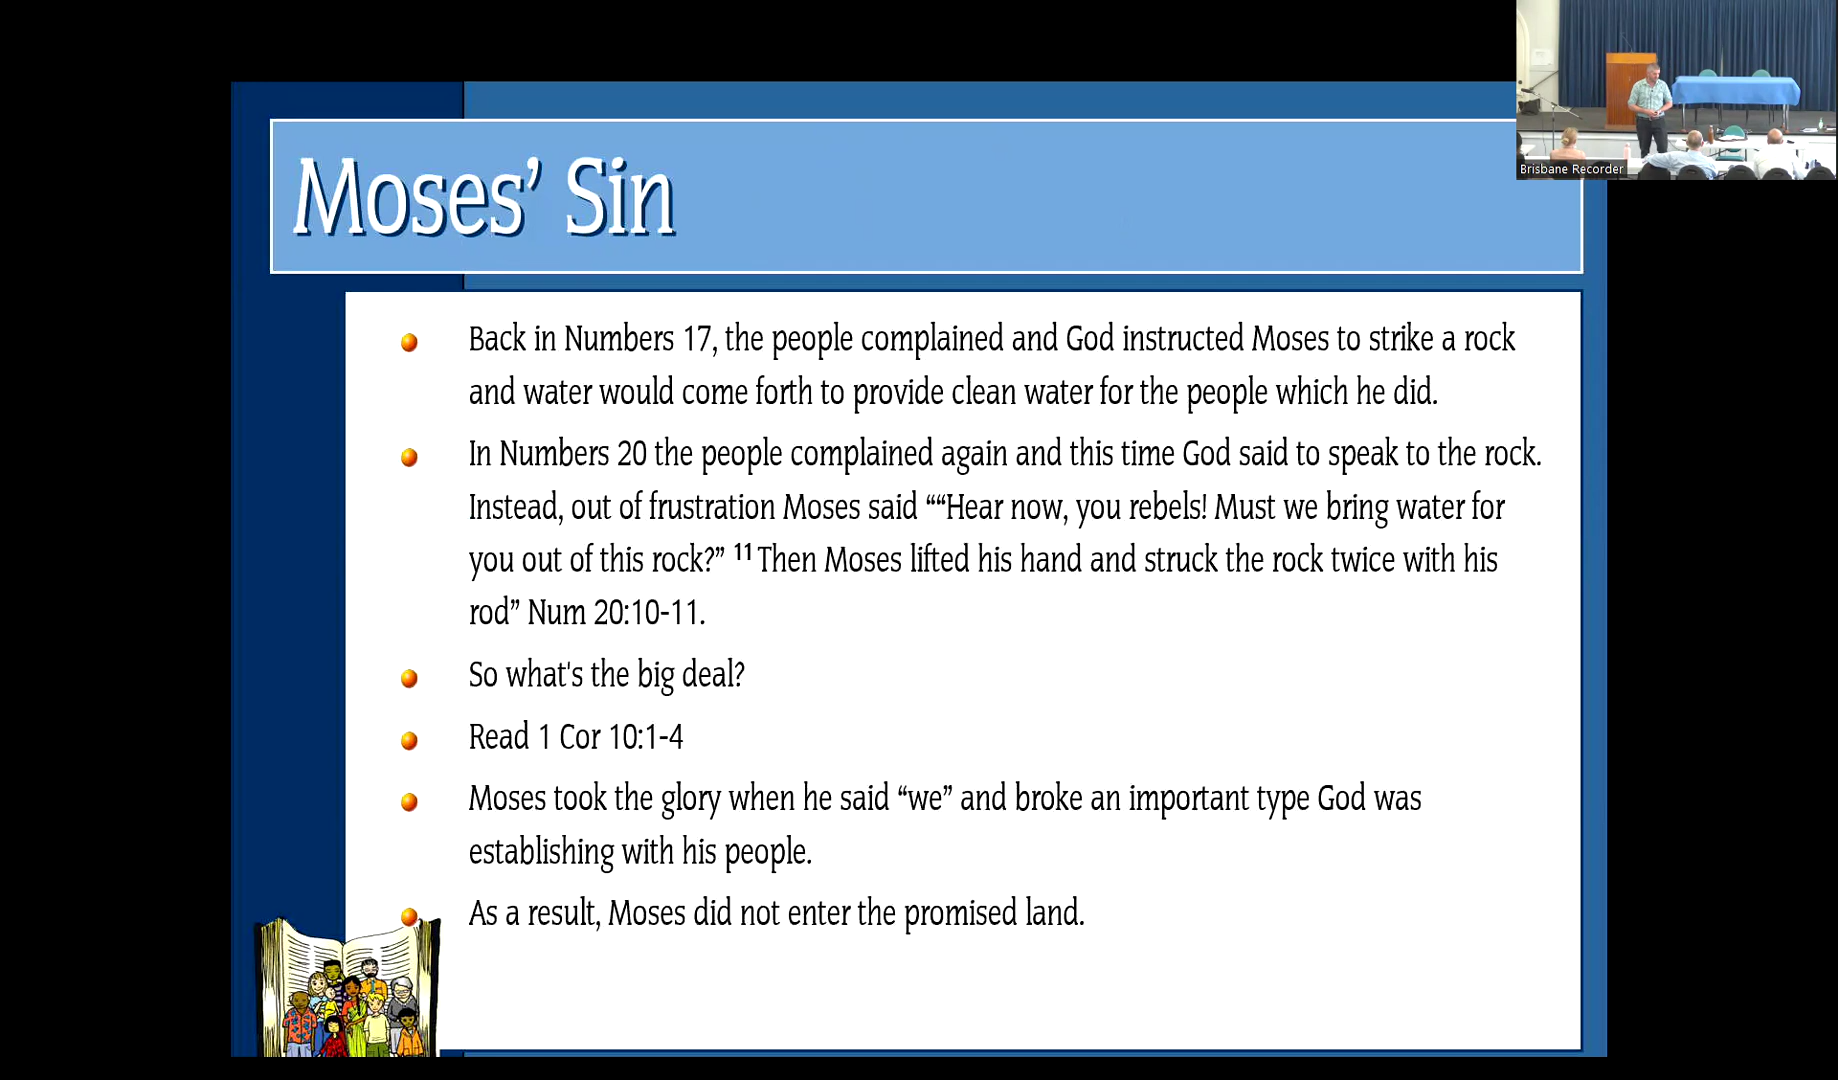 Moses’ Sin
Back in Numbers 17, the people complained and God instructed Moses to strike a rock
and water would come forth to provide clean water for the people which he did.
In Numbers 20 the people complained again and this time God said to speak to the rock.
Instead, out of frustration Moses said ““Hear now, you rebels! Must we bring water for
you out of this rock?” 11 Then Moses lifted his hand and struck the rock twice with his
rod” Num 20:10-11.
So what's the big deal?
Read 1 Cor 10:1-4
Moses took the glory when he said “we” and broke an important type God was
establishing with his people.
As a result, Moses did not enter the promised land.
Brisbane Recorder